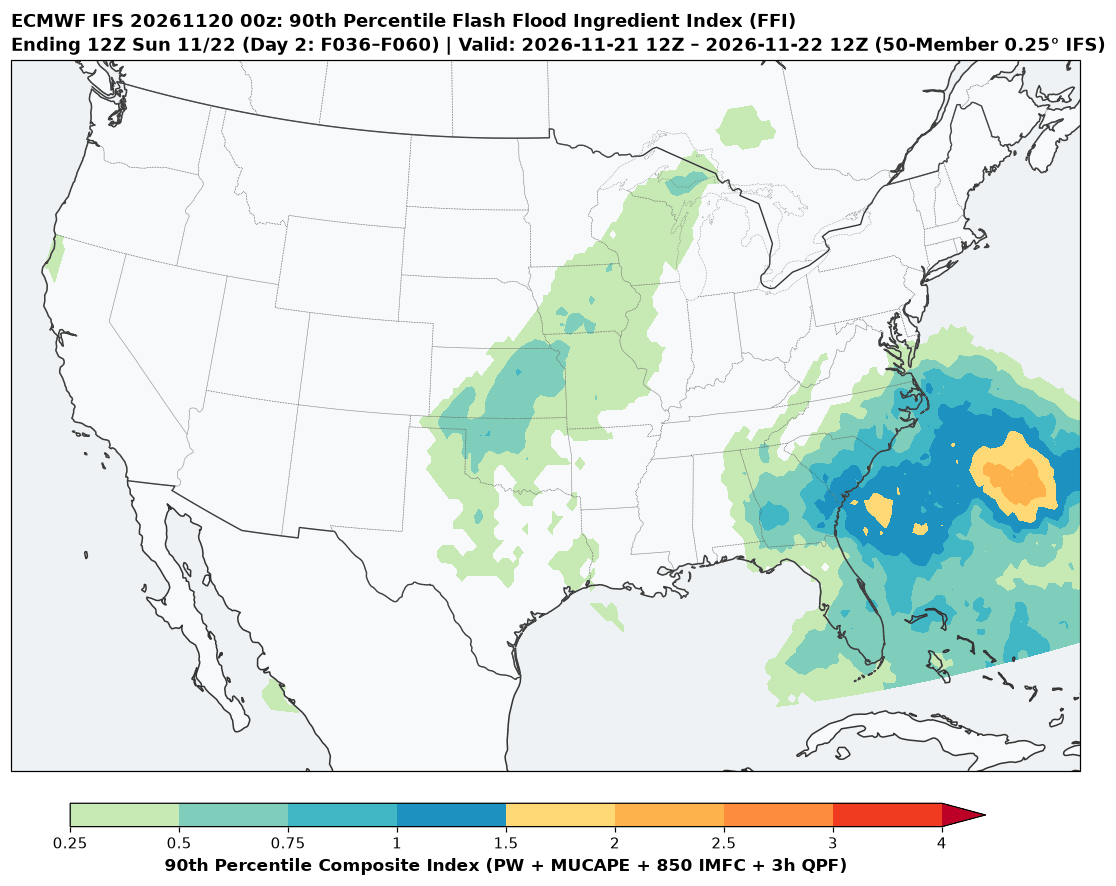 ECMWF IFS 20261120 00z: 90th Percentile Flash Flood Ingredient Index (FFI)
Ending 12Z Sun 11/22 (Day 2: F036–F060) | Valid: 2026-11-21 12Z – 2026-11-22 12Z (50-Member 0.25° IFS)
0.25 0.5 0.75 1 1.5 2 2.5 3 4
90th Percentile Composite Index (PW + MUCAPE + 850 IMFC + 3h QPF)